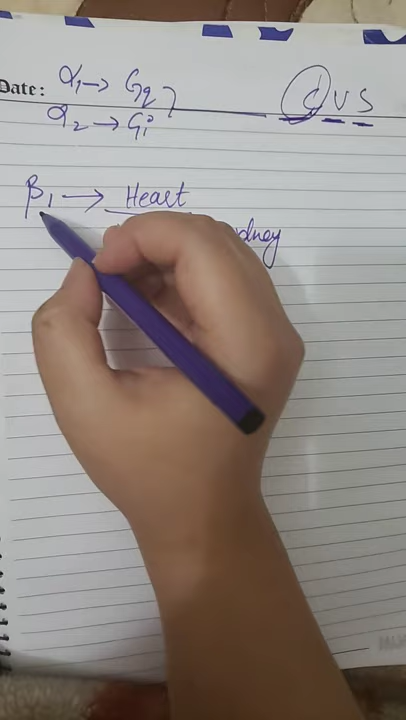 Date: α₁ → Gq
α₂ → Gi
CVS
β₁ → Heart